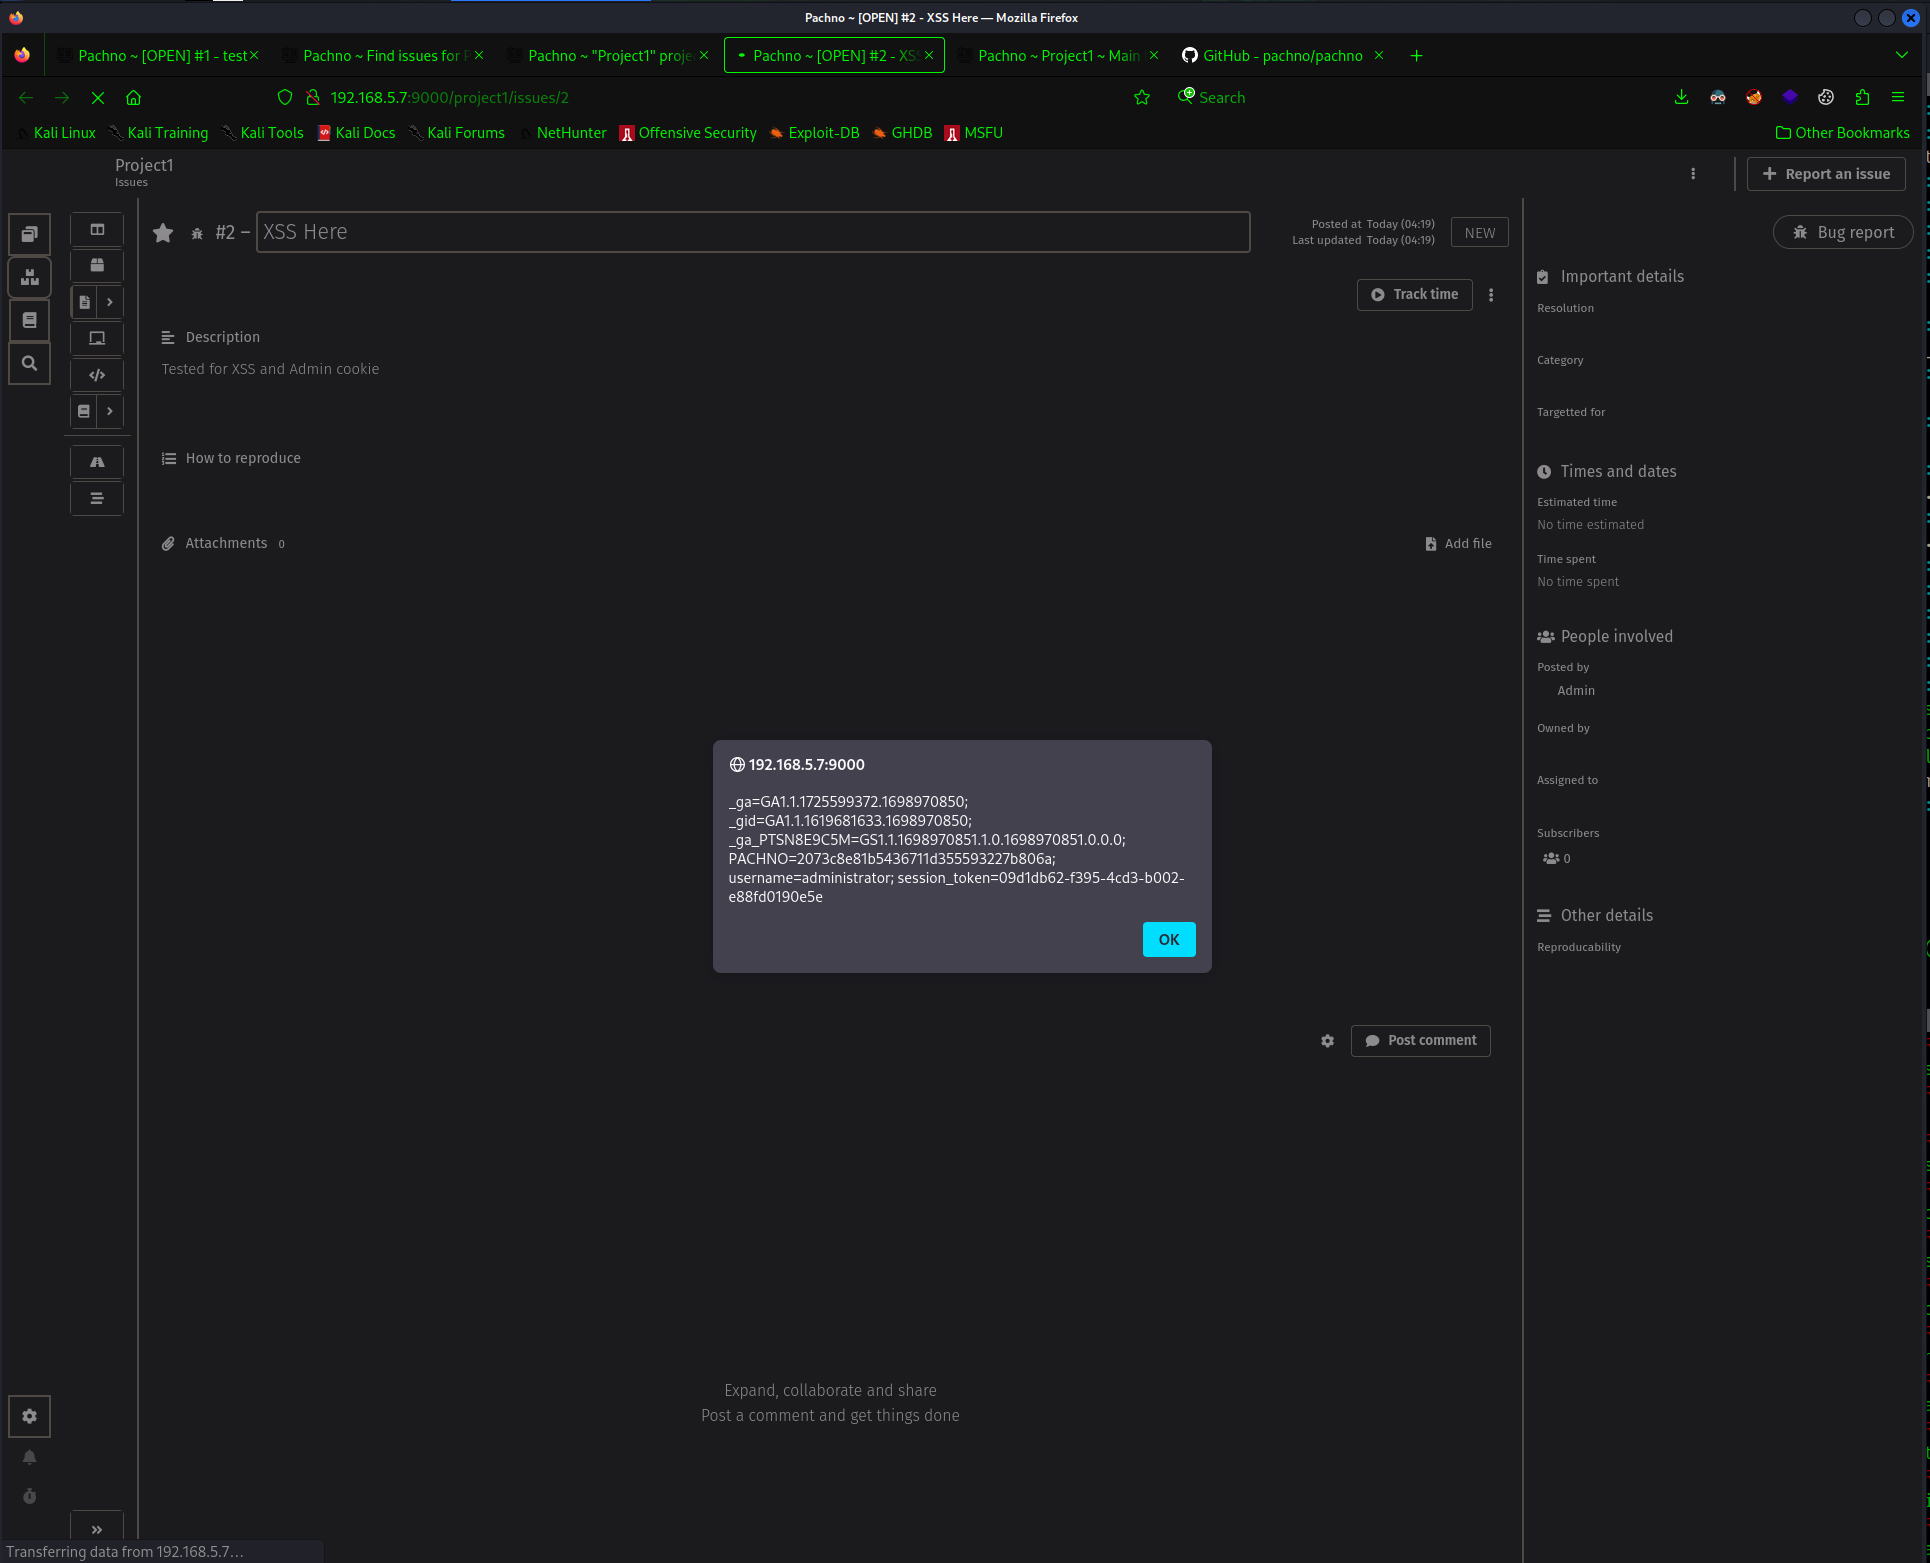 Pachno ~ [OPEN] #2 - XSS Here — Mozilla Firefox
Pachno ~ [OPEN] #1 - test
Pachno ~ Find issues for
Pachno ~ "Project1" proje
Pachno ~ [OPEN] #2 - XSS
Pachno ~ Project1 ~ Main
GitHub - pachno/pachno
192.168.5.7:9000/project1/issues/2
Search
Kali Linux
Kali Training
Kali Tools
Kali Docs
Kali Forums
NetHunter
Offensive Security
Exploit-DB
GHDB
MSFU
Other Bookmarks
Project1
Issues
Report an issue
#2 – XSS Here
Posted at Today (04:19)
Last updated Today (04:19)
NEW
Bug report
Track time
Description
Tested for XSS and Admin cookie
How to reproduce
Attachments 0
Add file
Important details
Resolution
Category
Targetted for
Times and dates
Estimated time
No time estimated
Time spent
No time spent
People involved
Posted by
Admin
Owned by
Assigned to
Subscribers
0
Other details
Reproducability
192.168.5.7:9000
_ga=GA1.1.1725599372.1698970850;
_gid=GA1.1.1619681633.1698970850;
_ga_PTSN8E9C5M=GS1.1.1698970851.1.0.1698970851.0.0.0;
PACHNO=2073c8e81b5436711d355593227b806a;
username=administrator; session_token=09d1db62-f395-4cd3-b002-
e88fd0190e5e
OK
Post comment
Expand, collaborate and share
Post a comment and get things done
Transferring data from 192.168.5.7…